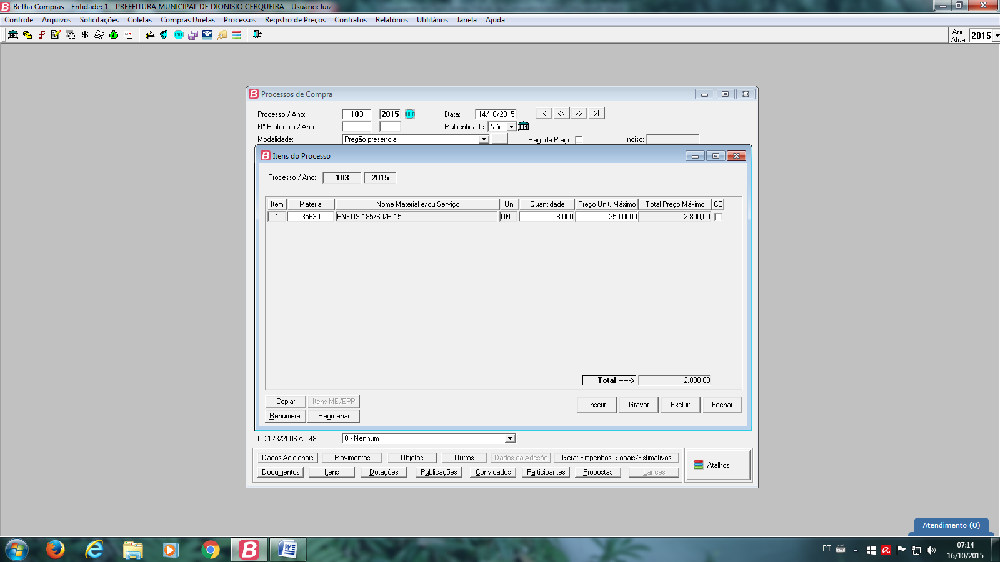 Betha Compras - Entidade: 1 - PREFEITURA MUNICIPAL DE DIONISIO CERQUEIRA - Usuário: luiz
Controle Arquivos Solicitações Coletas Compras Diretas Processos Registro de Preços Contratos Relatórios Utilitários Janela Ajuda
Ano Atual 2015
Processos de Compra
Processo / Ano: 103 2015 EDIT Data: 14/10/2015 |< << >> >|
Nº Protocolo / Ano: Multientidade: Não
Modalidade: Pregão presencial ... Reg. de Preço Inciso:
Itens do Processo
Processo / Ano: 103 2015
Item Material Nome Material e/ou Serviço Un. Quantidade Preço Unit. Máximo Total Preço Máximo CC
1 35630 PNEUS 185/60/R 15 UN 8,000 350,0000 2.800,00
Total -----> 2.800,00
Copiar Itens ME/EPP Inserir Gravar Excluir Fechar
Renumerar Reordenar
LC 123/2006 Art.48: 0 - Nenhum
Dados Adicionais Movimentos Objetos Outros Dados da Adesão Gerar Empenhos Globais/Estimativos
Atalhos
Documentos Itens Dotações Publicações Convidados Participantes Propostas Lances
Atendimento (0)
PT 07:14
16/10/2015